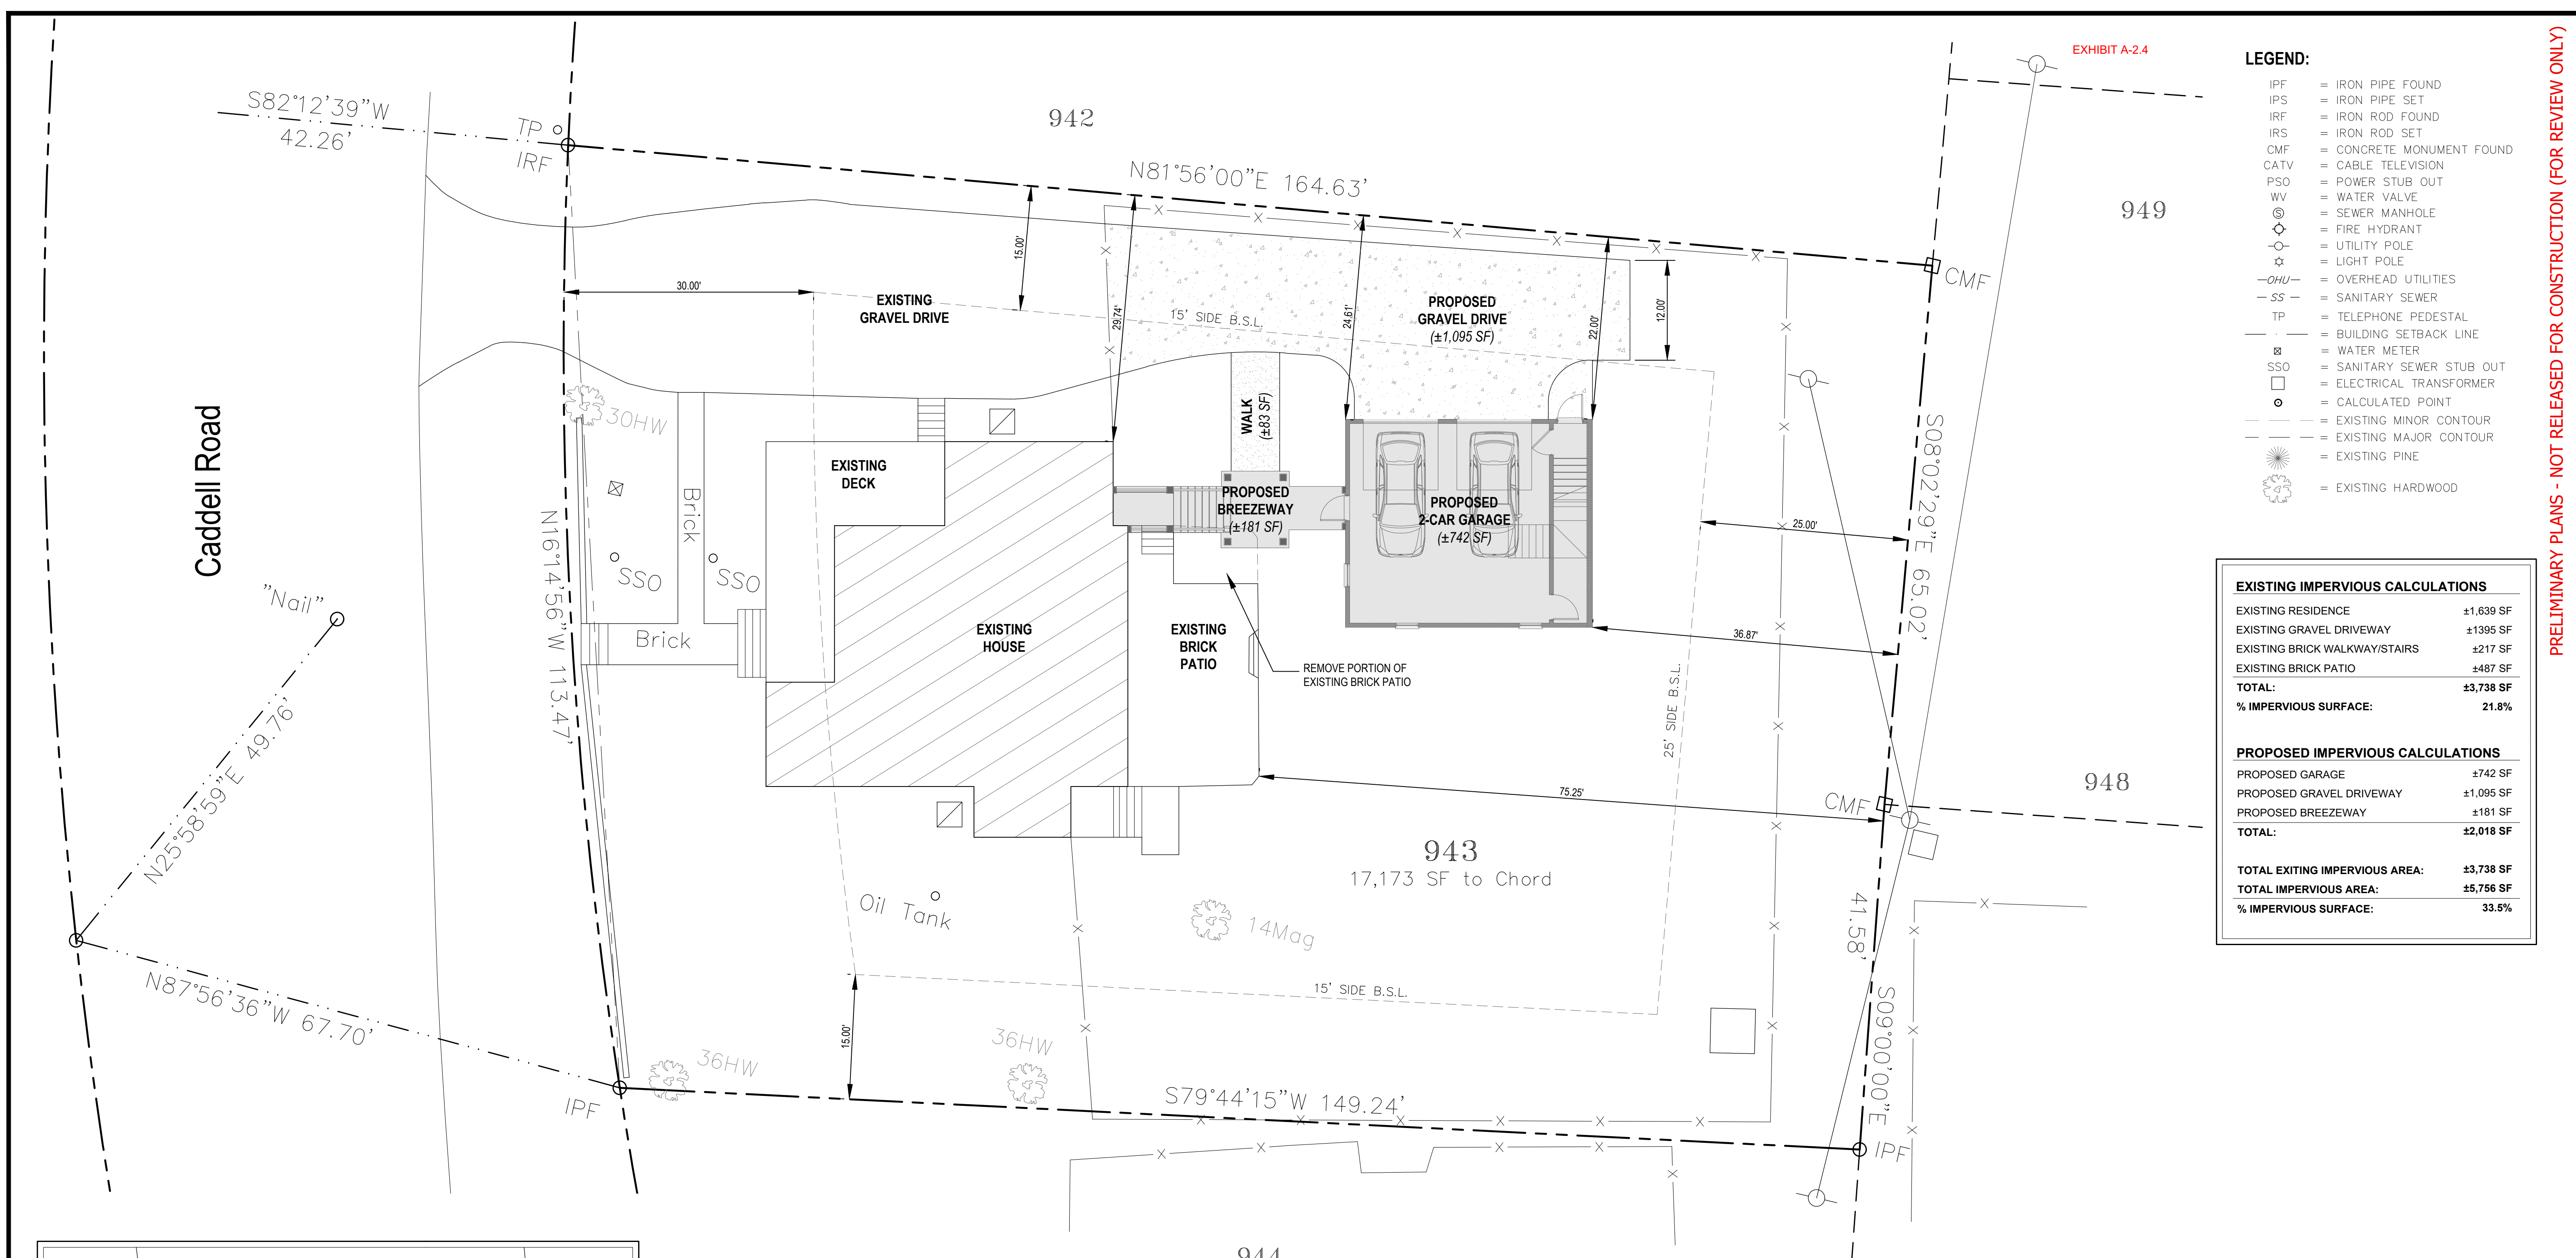 EXHIBIT A-2.4
PRELIMINARY PLANS - NOT RELEASED FOR CONSTRUCTION (FOR REVIEW ONLY)
S82°12'39"W
42.26'
TP
IRF
942
N81°56'00"E 164.63'
CMF
949
15.00'
30.00'
29.74'
24.61'
22.00'
12.00'
EXISTING
GRAVEL DRIVE
15' SIDE B.S.L.
PROPOSED
GRAVEL DRIVE
(±1,095 SF)
Caddell Road
30HW
WALK
(±83 SF)
S08°02'29"E 65.02'
EXISTING
DECK
Brick
PROPOSED
BREEZEWAY
(±181 SF)
PROPOSED
2-CAR GARAGE
(±742 SF)
25.00'
N16°14'56"W 113.47'
SSO
SSO
"Nail"
Brick
EXISTING
HOUSE
EXISTING
BRICK
PATIO
36.87'
REMOVE PORTION OF
EXISTING BRICK PATIO
25' SIDE B.S.L.
N25°58'59"E 49.76'
75.25'
CMF
948
943
17,173 SF to Chord
Oil Tank
14Mag
41.58'
S09°00'00"E
N87°56'36"W 67.70'
15' SIDE B.S.L.
15.00'
36HW
36HW
S79°44'15"W 149.24'
IPF
IPF
944
LEGEND:
IPF = IRON PIPE FOUND
IPS = IRON PIPE SET
IRF = IRON ROD FOUND
IRS = IRON ROD SET
CMF = CONCRETE MONUMENT FOUND
CATV = CABLE TELEVISION
PSO = POWER STUB OUT
WV = WATER VALVE
S = SEWER MANHOLE
= FIRE HYDRANT
= UTILITY POLE
= LIGHT POLE
—OHU— = OVERHEAD UTILITIES
— SS — = SANITARY SEWER
TP = TELEPHONE PEDESTAL
= BUILDING SETBACK LINE
= WATER METER
SSO = SANITARY SEWER STUB OUT
= ELECTRICAL TRANSFORMER
= CALCULATED POINT
= EXISTING MINOR CONTOUR
= EXISTING MAJOR CONTOUR
= EXISTING PINE
= EXISTING HARDWOOD
EXISTING IMPERVIOUS CALCULATIONS
EXISTING RESIDENCE ±1,639 SF
EXISTING GRAVEL DRIVEWAY ±1395 SF
EXISTING BRICK WALKWAY/STAIRS ±217 SF
EXISTING BRICK PATIO ±487 SF
TOTAL: ±3,738 SF
% IMPERVIOUS SURFACE: 21.8%
PROPOSED IMPERVIOUS CALCULATIONS
PROPOSED GARAGE ±742 SF
PROPOSED GRAVEL DRIVEWAY ±1,095 SF
PROPOSED BREEZEWAY ±181 SF
TOTAL: ±2,018 SF
TOTAL EXITING IMPERVIOUS AREA: ±3,738 SF
TOTAL IMPERVIOUS AREA: ±5,756 SF
% IMPERVIOUS SURFACE: 33.5%